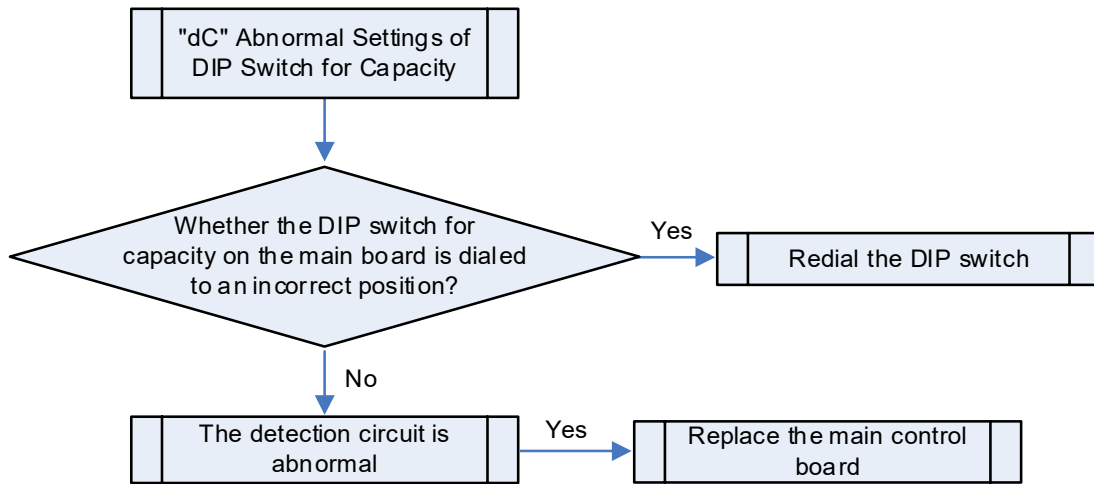 "dC" Abnormal Settings of
DIP Switch for Capacity
Whether the DIP switch for
capacity on the main board is dialed
to an incorrect position?
Yes
Redial the DIP switch
No
The detection circuit is
abnormal
Yes
Replace the main control
board